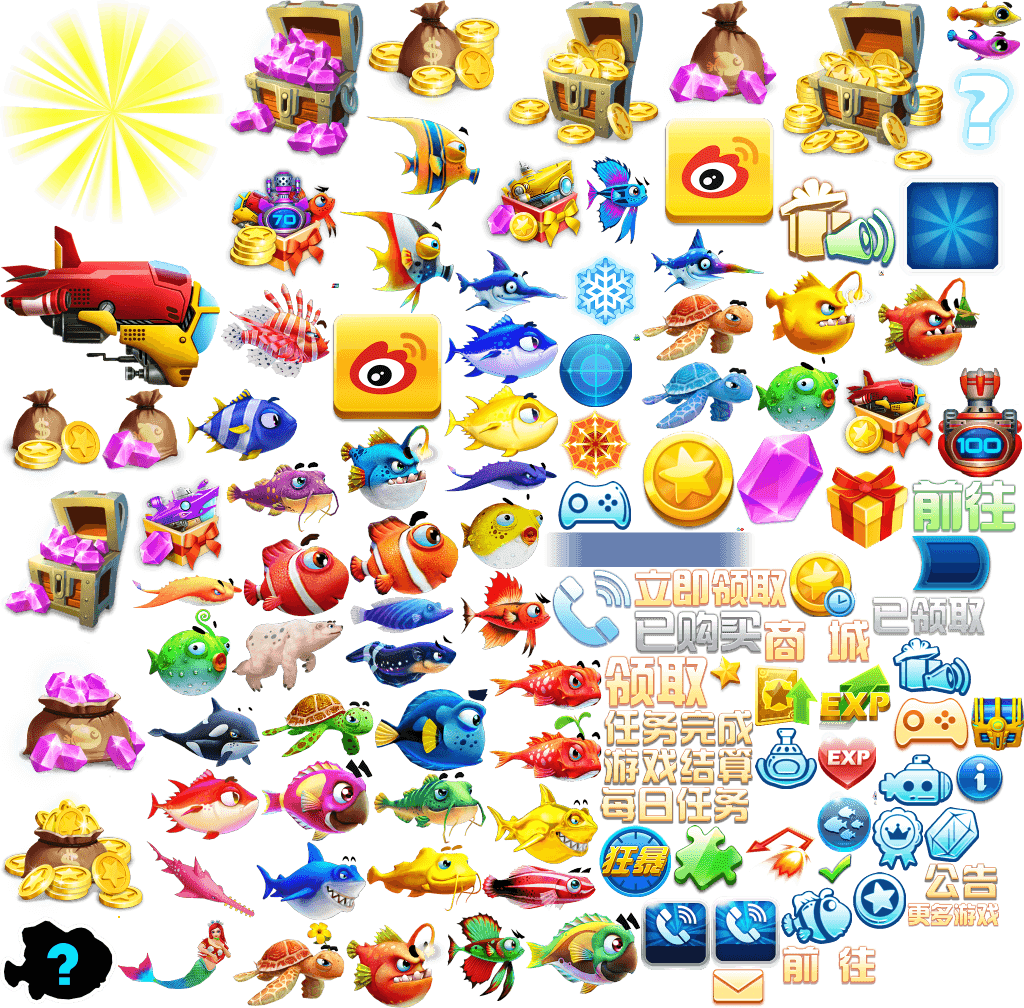 $
?
70
$
100
前往
立即领取
已购买
商 城
已领取
领取
EXP
任务完成
EXP
游戏结算
i
每日任务
狂暴
公告
更多游戏
$
?
前 往